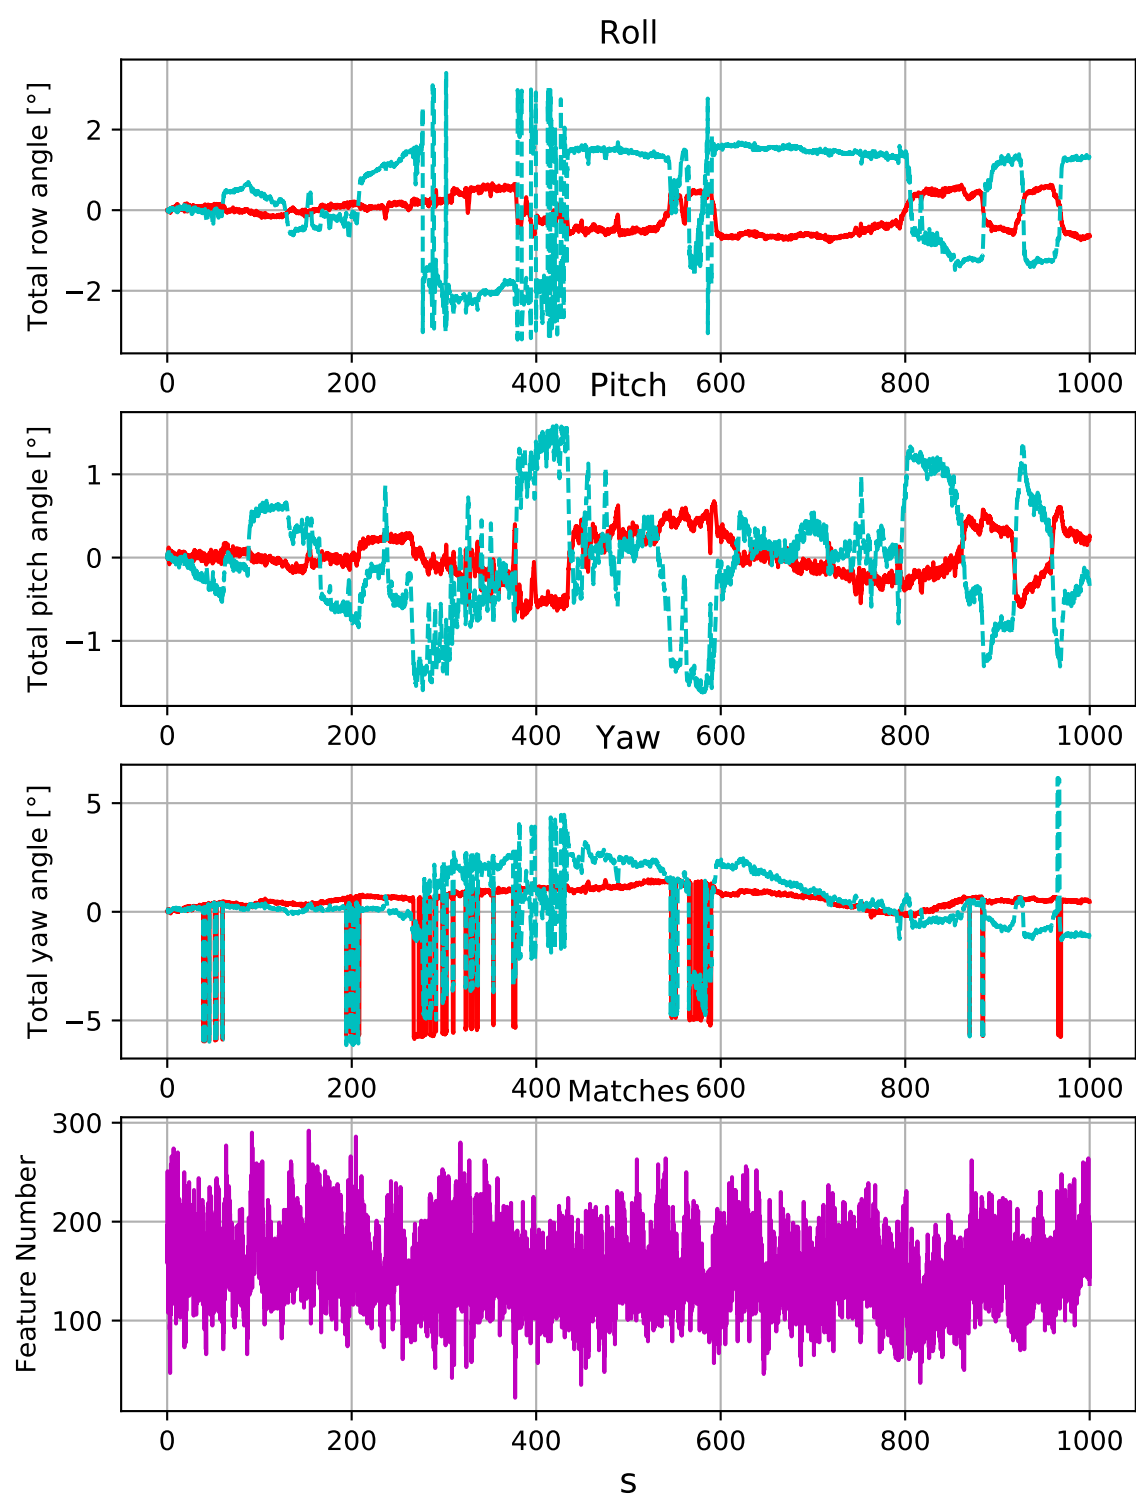 Roll
Total row angle [°]
2
0
−2
0 200 400 600 800 1000
Pitch
Total pitch angle [°]
1
0
−1
0 200 400 600 800 1000
Yaw
Total yaw angle [°]
5
0
−5
0 200 400 600 800 1000
Matches
Feature Number
300
200
100
0 200 400 600 800 1000
s